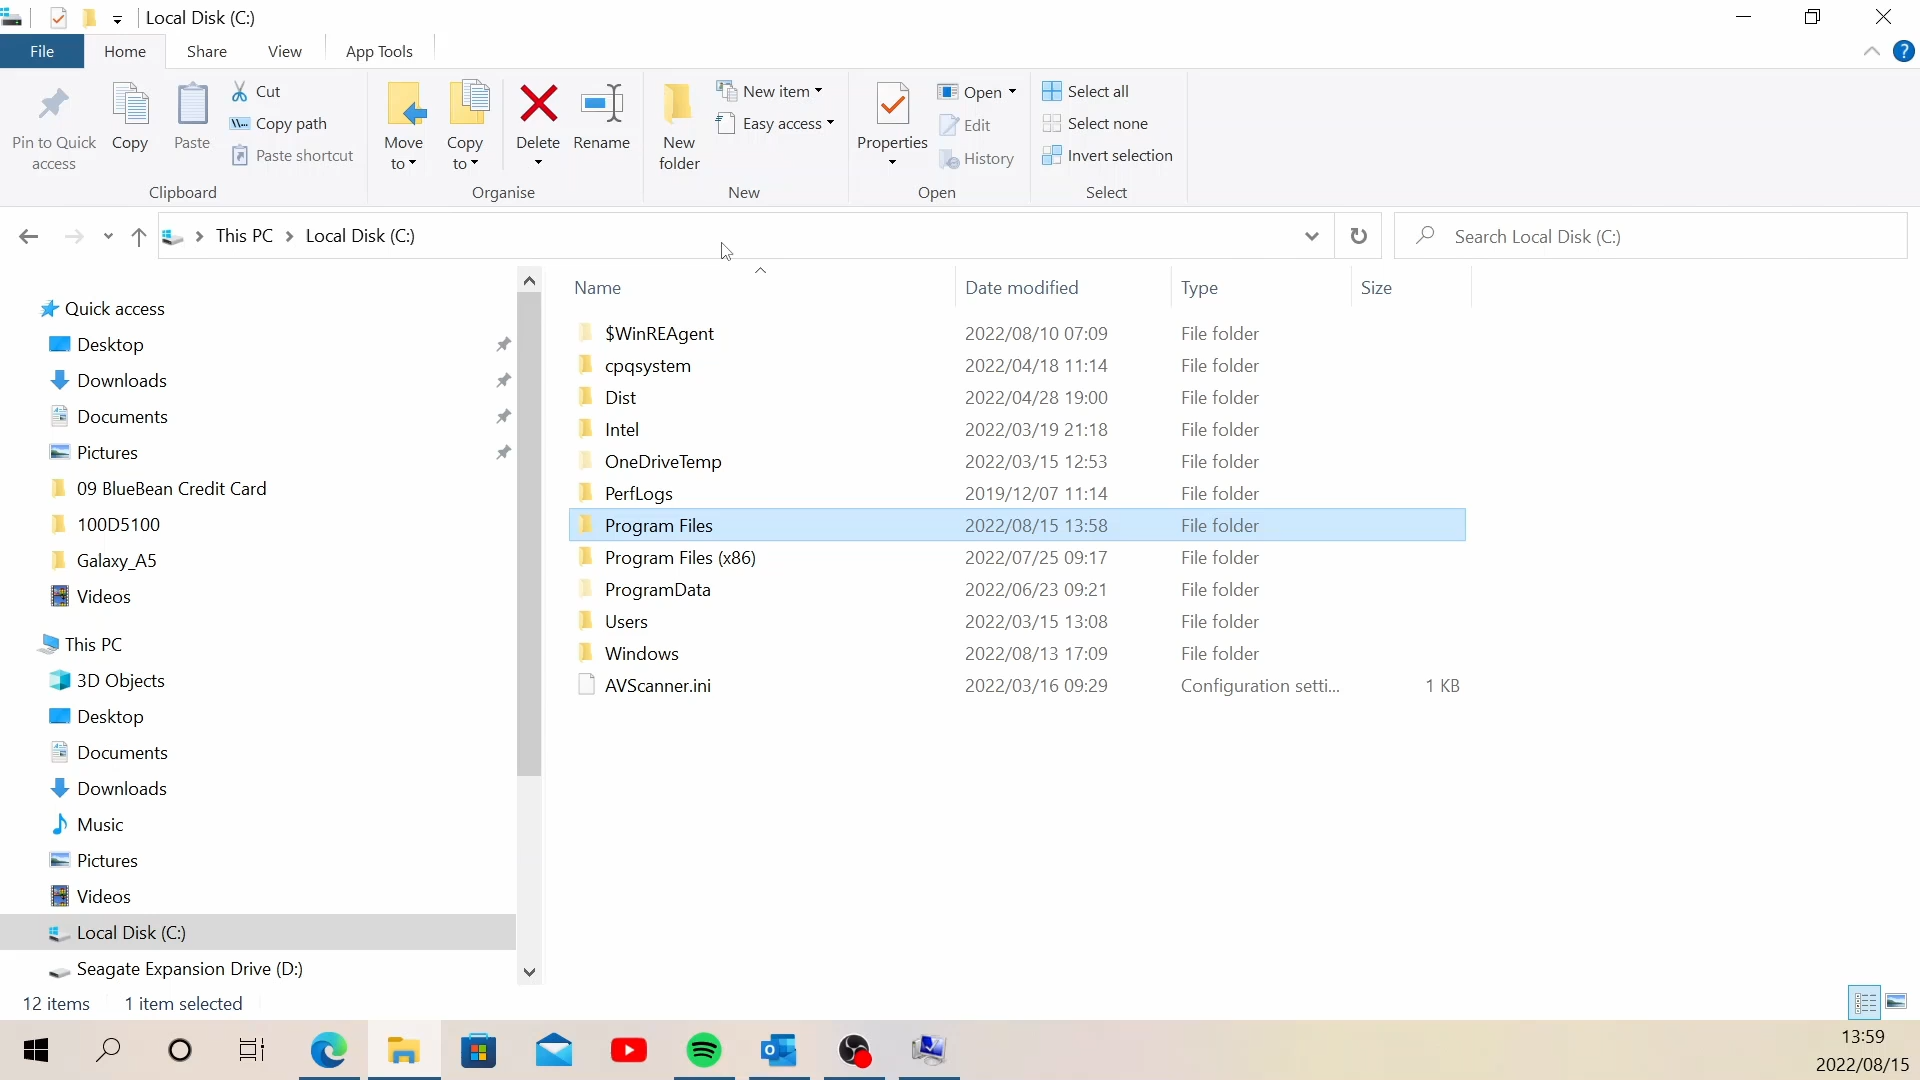 Local Disk (C:)
File Home Share View App Tools
?
Pin to Quick access
Copy
Paste
Cut
Copy path
Paste shortcut
Clipboard
Move to
Copy to
Delete
Rename
Organise
New folder
New item
Easy access
New
Properties
Open
Edit
History
Open
Select all
Select none
Invert selection
Select
This PC Local Disk (C:)
Search Local Disk (C:)
Quick access
Desktop
Downloads
Documents
Pictures
09 BlueBean Credit Card
100D5100
Galaxy_A5
Videos
This PC
3D Objects
Desktop
Documents
Downloads
Music
Pictures
Videos
Local Disk (C:)
Seagate Expansion Drive (D:)
Name Date modified Type Size
$WinREAgent 2022/08/10 07:09 File folder
cpqsystem 2022/04/18 11:14 File folder
Dist 2022/04/28 19:00 File folder
Intel 2022/03/19 21:18 File folder
OneDriveTemp 2022/03/15 12:53 File folder
PerfLogs 2019/12/07 11:14 File folder
Program Files 2022/08/15 13:58 File folder
Program Files (x86) 2022/07/25 09:17 File folder
ProgramData 2022/06/23 09:21 File folder
Users 2022/03/15 13:08 File folder
Windows 2022/08/13 17:09 File folder
AVScanner.ini 2022/03/16 09:29 Configuration setti... 1 KB
12 items 1 item selected
13:59
2022/08/15